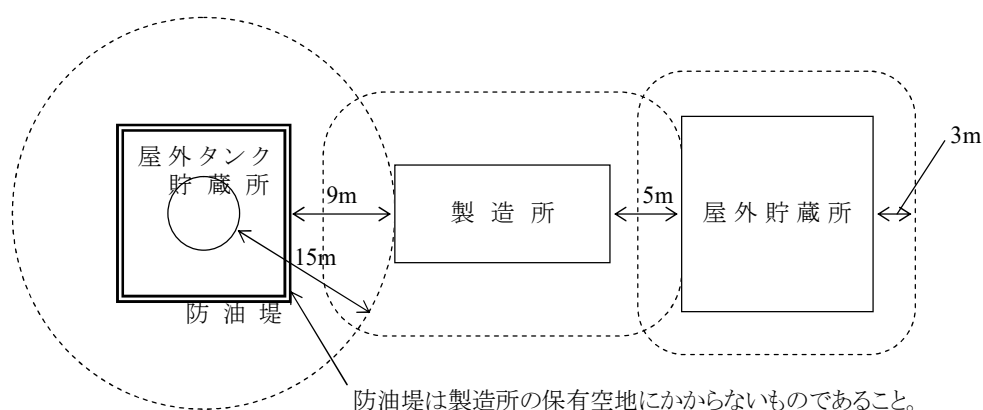 屋外タンク
貯蔵所
9m
製造所
5m
屋外貯蔵所
3m
15m
防油堤
防油堤は製造所の保有空地にかからないものであること。